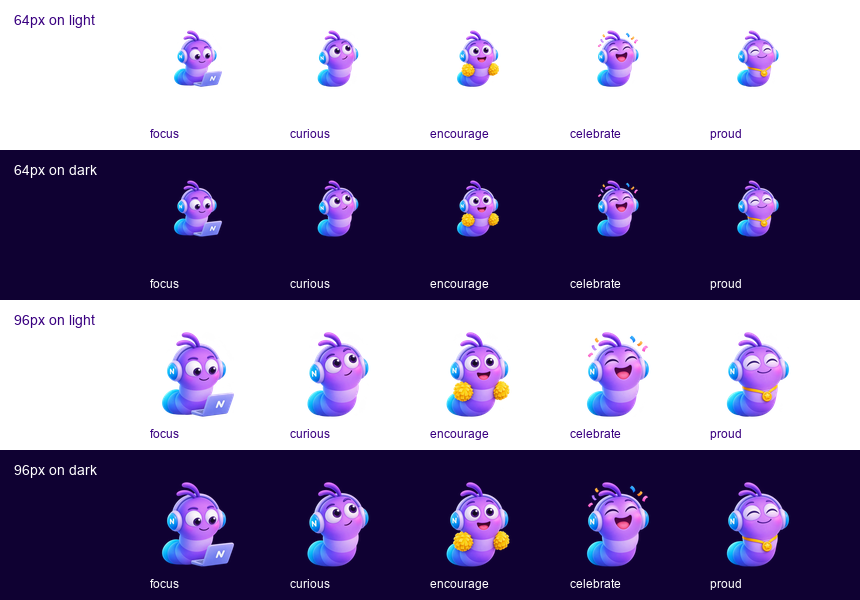 64px on light
focus curious encourage celebrate proud
64px on dark
focus curious encourage celebrate proud
96px on light
N N
focus curious encourage celebrate proud
96px on dark
N N
focus curious encourage celebrate proud